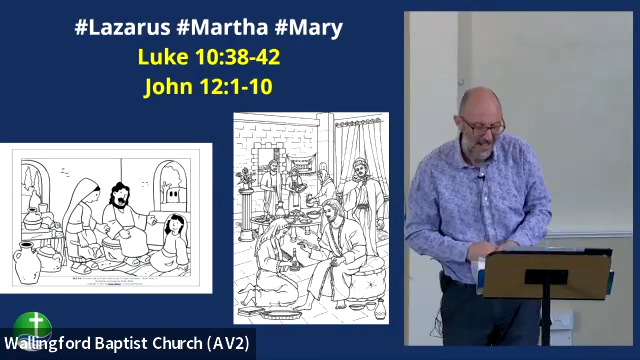 #Lazarus #Martha #Mary
Luke 10:38-42
John 12:1-10
Wallingford Baptist Church (AV2)